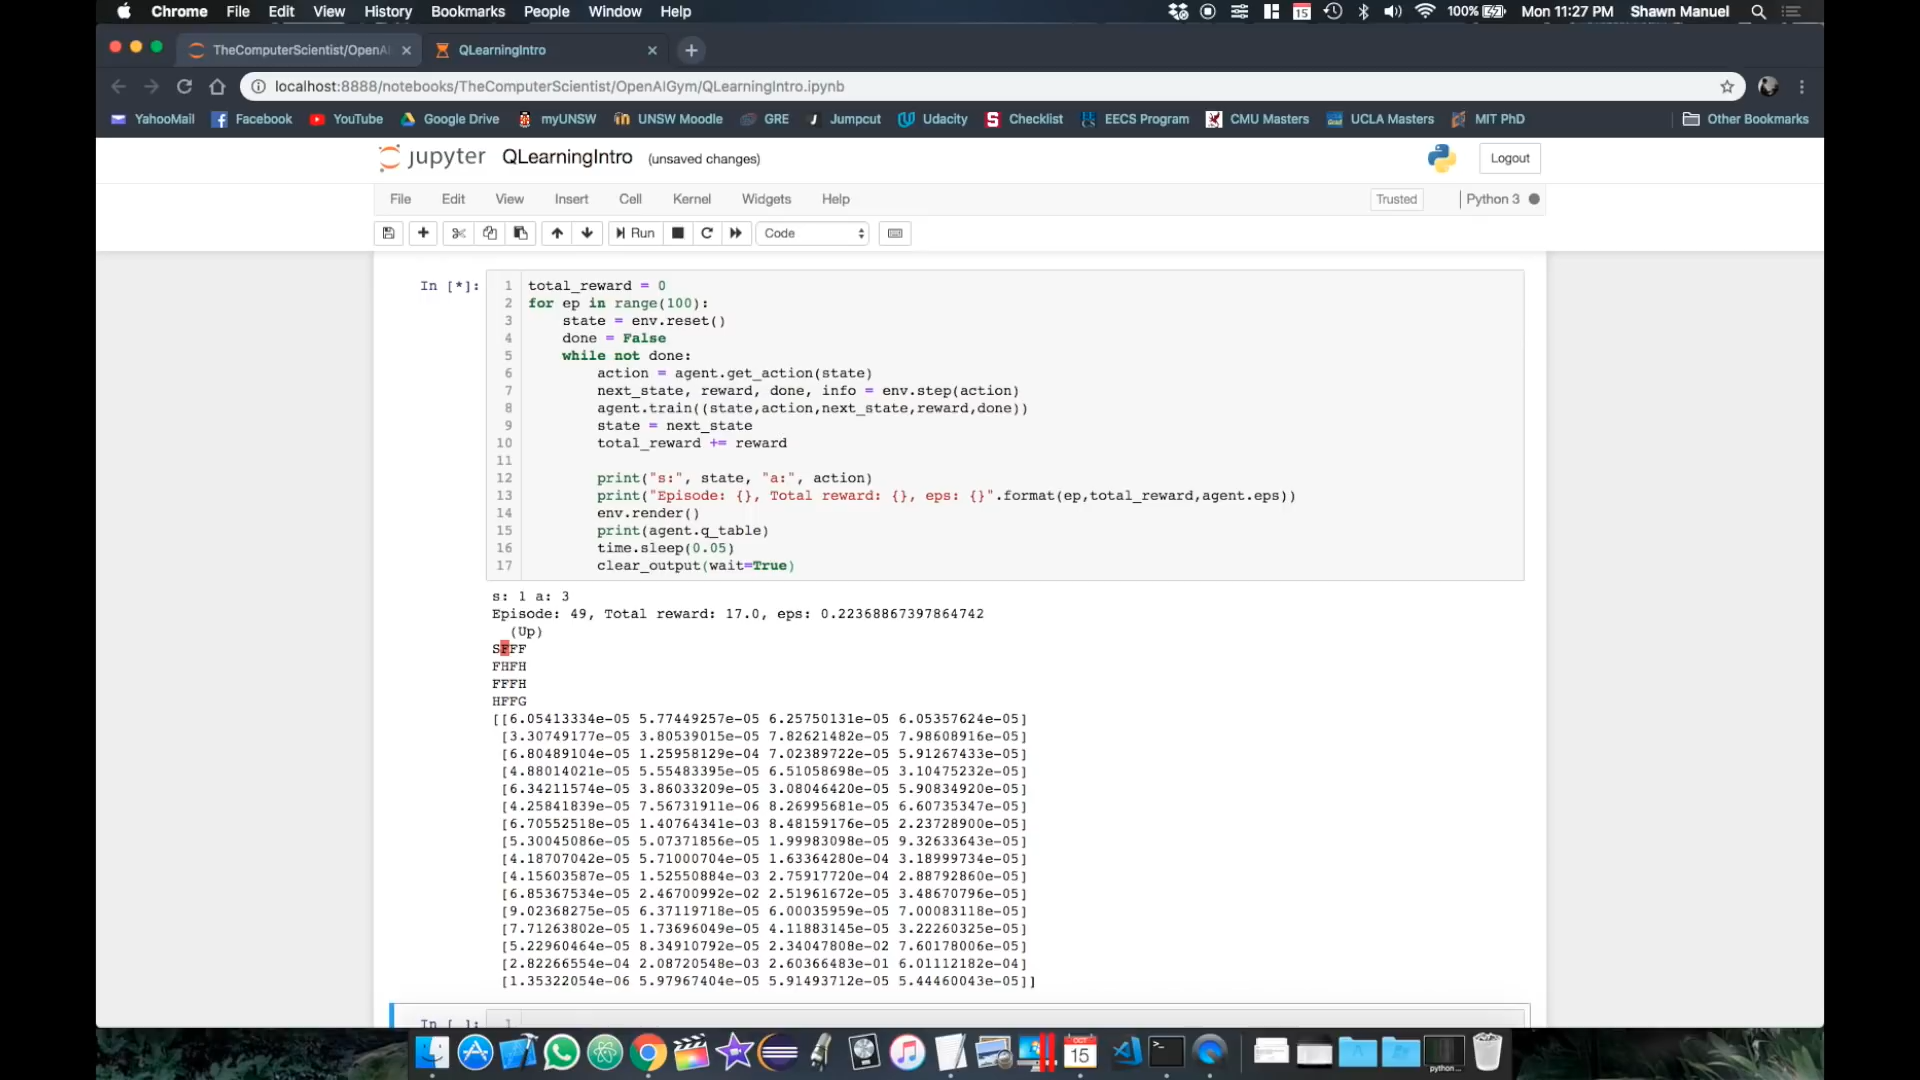 Chrome File Edit View History Bookmarks People Window Help 15 100% Mon 11:27 PM Shawn Manuel
TheComputerScientist/OpenAI QLearningIntro
localhost:8888/notebooks/TheComputerScientist/OpenAIGym/QLearningIntro.ipynb
YahooMail Facebook YouTube Google Drive myUNSW UNSW Moodle GRE Jumpcut Udacity Checklist EECS Program CMU Masters UCLA Masters MIT PhD Other Bookmarks
jupyter QLearningIntro (unsaved changes) Logout
File Edit View Insert Cell Kernel Widgets Help Trusted Python 3
Run Code
In [*]: 1 total_reward = 0
2 for ep in range(100):
3 state = env.reset()
4 done = False
5 while not done:
6 action = agent.get_action(state)
7 next_state, reward, done, info = env.step(action)
8 agent.train((state,action,next_state,reward,done))
9 state = next_state
10 total_reward += reward
11
12 print("s:", state, "a:", action)
13 print("Episode: {}, Total reward: {}, eps: {}".format(ep,total_reward,agent.eps))
14 env.render()
15 print(agent.q_table)
16 time.sleep(0.05)
17 clear_output(wait=True)
s: 1 a: 3
Episode: 49, Total reward: 17.0, eps: 0.22368867397864742
(Up)
SFFF
FHFH
FFFH
HFFG
[[6.05413334e-05 5.77449257e-05 6.25750131e-05 6.05357624e-05]
[3.30749177e-05 3.80539015e-05 7.82621482e-05 7.98608916e-05]
[6.80489104e-05 1.25958129e-04 7.02389722e-05 5.91267433e-05]
[4.88014021e-05 5.55483395e-05 6.51058698e-05 3.10475232e-05]
[6.34211574e-05 3.86033209e-05 3.08046420e-05 5.90834920e-05]
[4.25841839e-05 7.56731911e-06 8.26995681e-05 6.60735347e-05]
[6.70552518e-05 1.40764341e-03 8.48159176e-05 2.23728900e-05]
[5.30045086e-05 5.07371856e-05 1.99983098e-05 9.32633643e-05]
[4.18707042e-05 5.71000704e-05 1.63364280e-04 3.18999734e-05]
[4.15603587e-05 1.52550884e-03 2.75917720e-04 2.88792860e-05]
[6.85367534e-05 2.46700992e-02 2.51961672e-05 3.48670796e-05]
[9.02368275e-05 6.37119718e-05 6.00035959e-05 7.00083118e-05]
[7.71263802e-05 1.73696049e-05 4.11883145e-05 3.22260325e-05]
[5.22960464e-05 8.34910792e-05 2.34047808e-02 7.60178006e-05]
[2.82266554e-04 2.08720548e-03 2.60366483e-01 6.01112182e-04]
[1.35322054e-06 5.97967404e-05 5.91493712e-05 5.44460043e-05]]
In [ ]: 1
OCT
15 python...